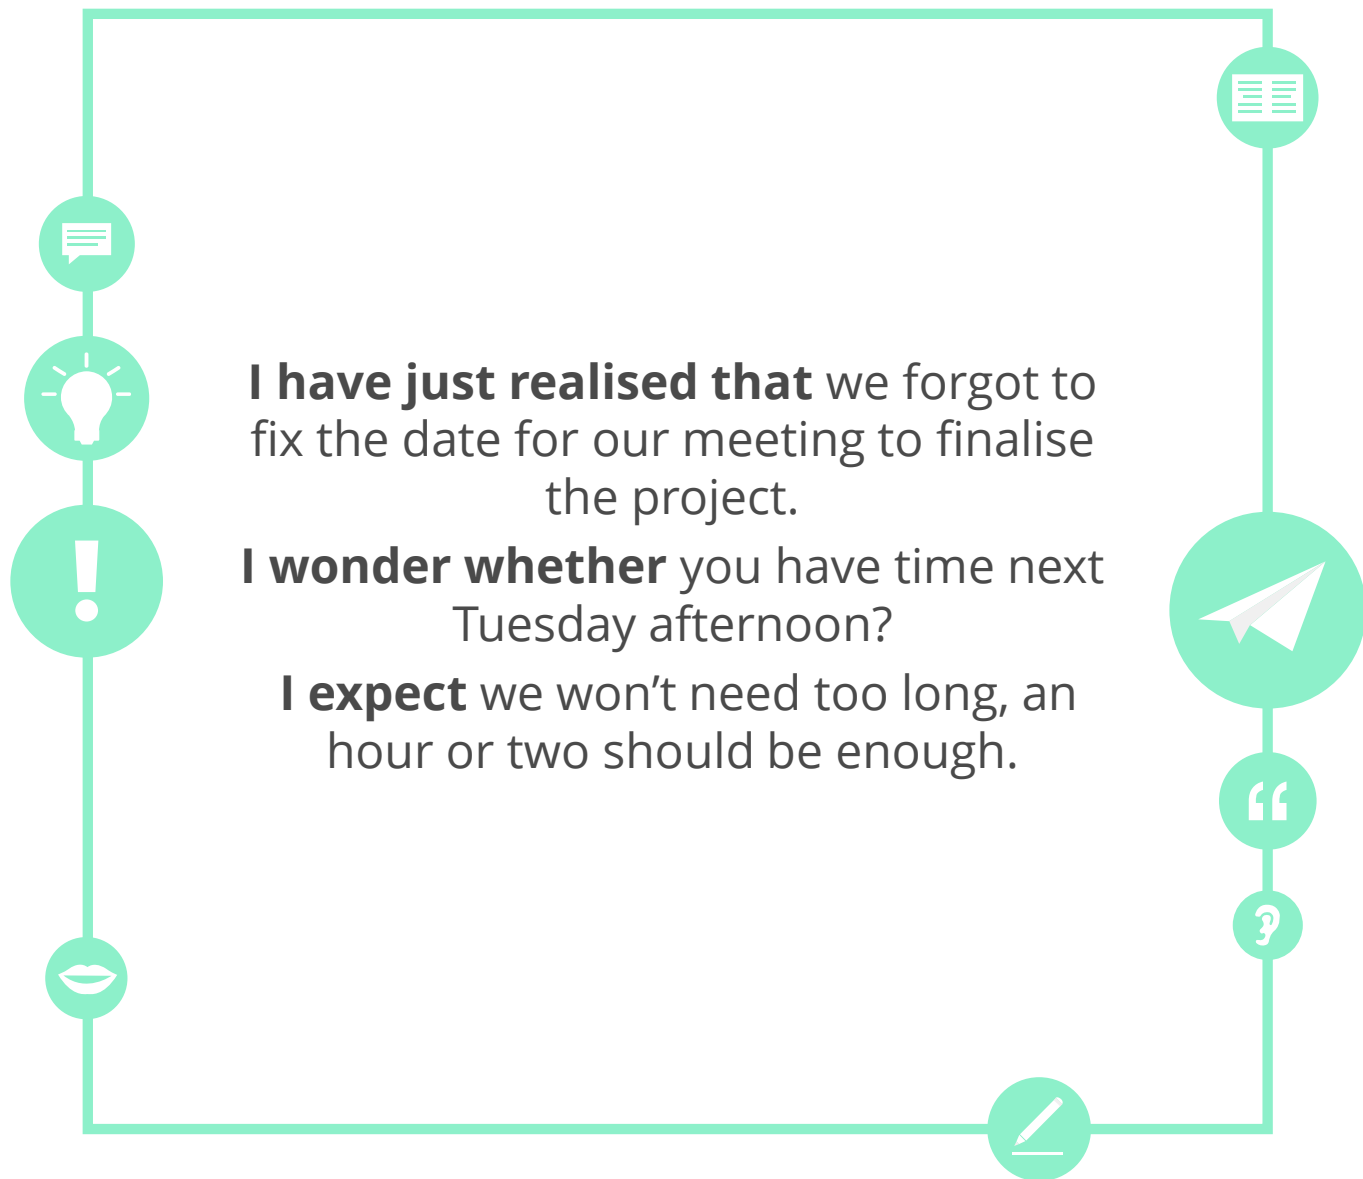 I have just realised that we forgot to
fix the date for our meeting to finalise
the project.
I wonder whether you have time next
Tuesday afternoon?
I expect we won’t need too long, an
hour or two should be enough.